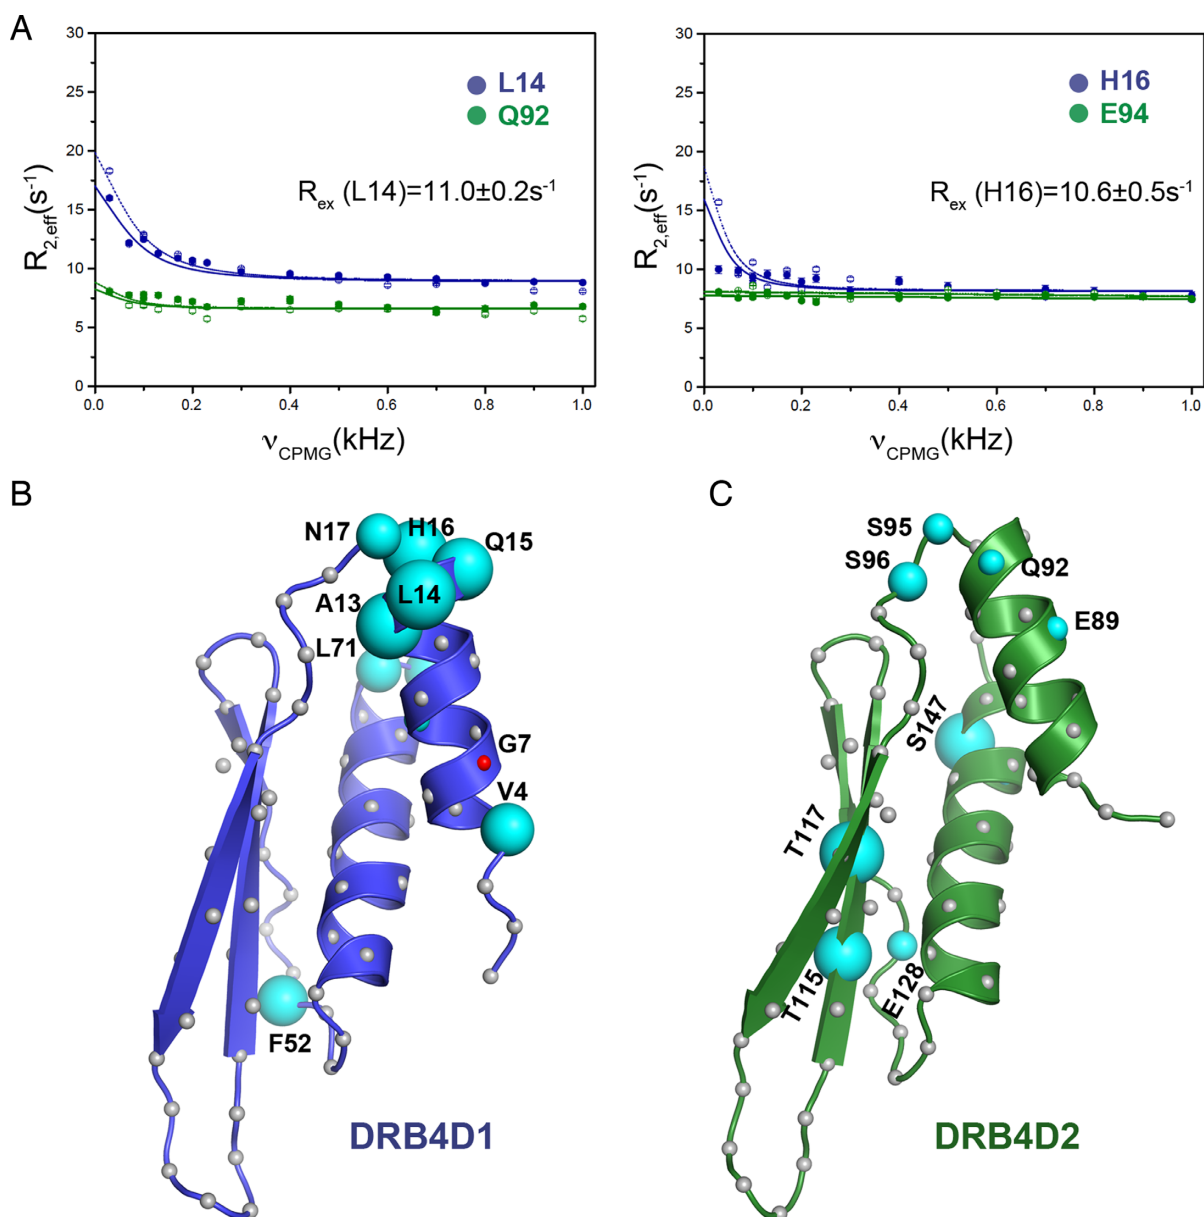 A
30
25
20
15
10
5
0
R2,eff(s-1)
L14
Q92
Rex (L14)=11.0±0.2s-1
0.0 0.2 0.4 0.6 0.8 1.0
νCPMG(kHz)
30
25
20
15
10
5
0
R2,eff(s-1)
H16
E94
Rex (H16)=10.6±0.5s-1
0.0 0.2 0.4 0.6 0.8 1.0
νCPMG(kHz)
B
N17
H16
Q15
A13
L14
L71
G7
V4
F52
DRB4D1
C
S95
S96
Q92
E89
S147
T117
T115
E128
DRB4D2